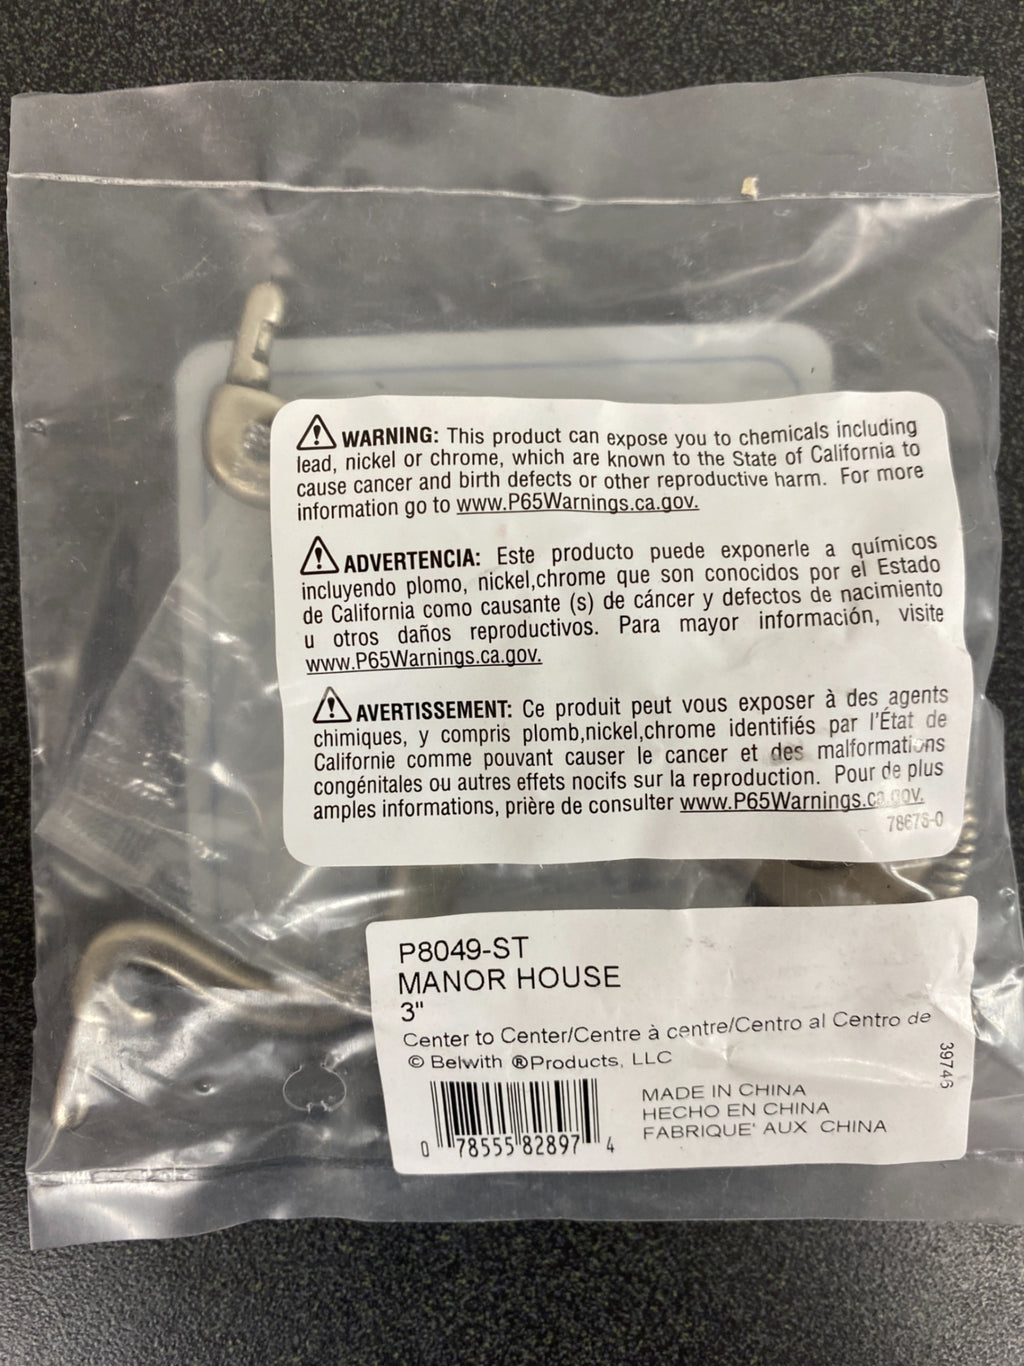 WARNING: This product can expose you to chemicals including
lead, nickel or chrome, which are known to the State of California to
cause cancer and birth defects or other reproductive harm. For more
information go to www.P65Warnings.ca.gov.
ADVERTENCIA: Este producto puede exponerle a químicos
incluyendo plomo, nickel,chrome que son conocidos por el Estado
de California como causante (s) de cáncer y defectos de nacimiento
u otros daños reproductivos. Para mayor información, visite
www.P65Warnings.ca.gov.
AVERTISSEMENT: Ce produit peut vous exposer à des agents
chimiques, y compris plomb,nickel,chrome identifiés par l'État de
Californie comme pouvant causer le cancer et des malformations
congénitales ou autres effets nocifs sur la reproduction. Pour de plus
amples informations, prière de consulter www.P65Warnings.ca.gov.
P8049-ST
MANOR HOUSE
3"
Center to Center/Centre à centre/Centro al Centro de
© Belwith ®Products, LLC
39746
MADE IN CHINA
HECHO EN CHINA
FABRIQUE' AUX CHINA
0 78555 82897 4